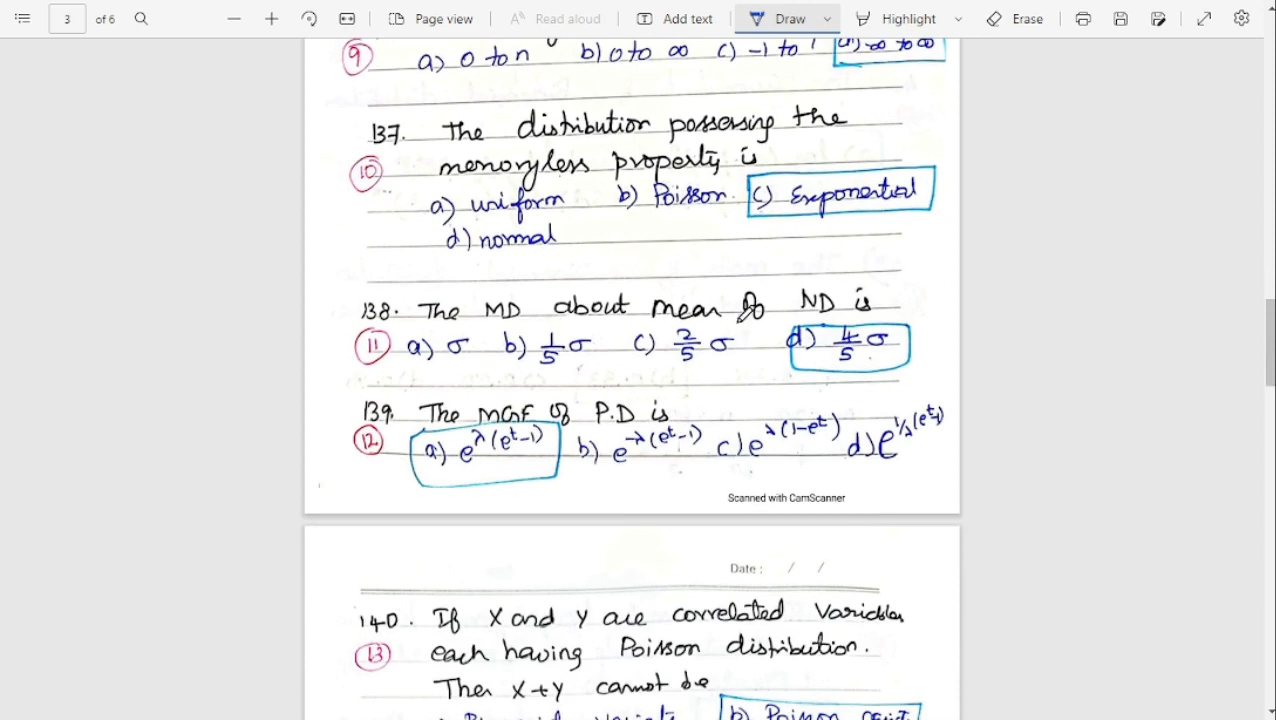 3 of 6 Page view Read aloud Add text Draw Highlight Erase
9 a) 0 to n b) 0 to ∞ c) -1 to 1 d) -∞ to ∞
137. The distribution possessing the
10 memoryless property is
a) uniform b) Poisson. c) Exponential
d) normal
138. The MD about mean of ND is
11 a) σ b) 1/5 σ c) 2/5 σ d) 4/5 σ
139. The MGF of P.D is
12 a) e^λ(e^t-1) b) e^-λ(e^t-1) c) e^λ(1-e^t) d) e^1/λ(e^t-1)
Scanned with CamScanner
Date : / /
140. If X and Y are correlated Variables
13 each having Poisson distribution.
Then X+Y cannot be
b) Poisson